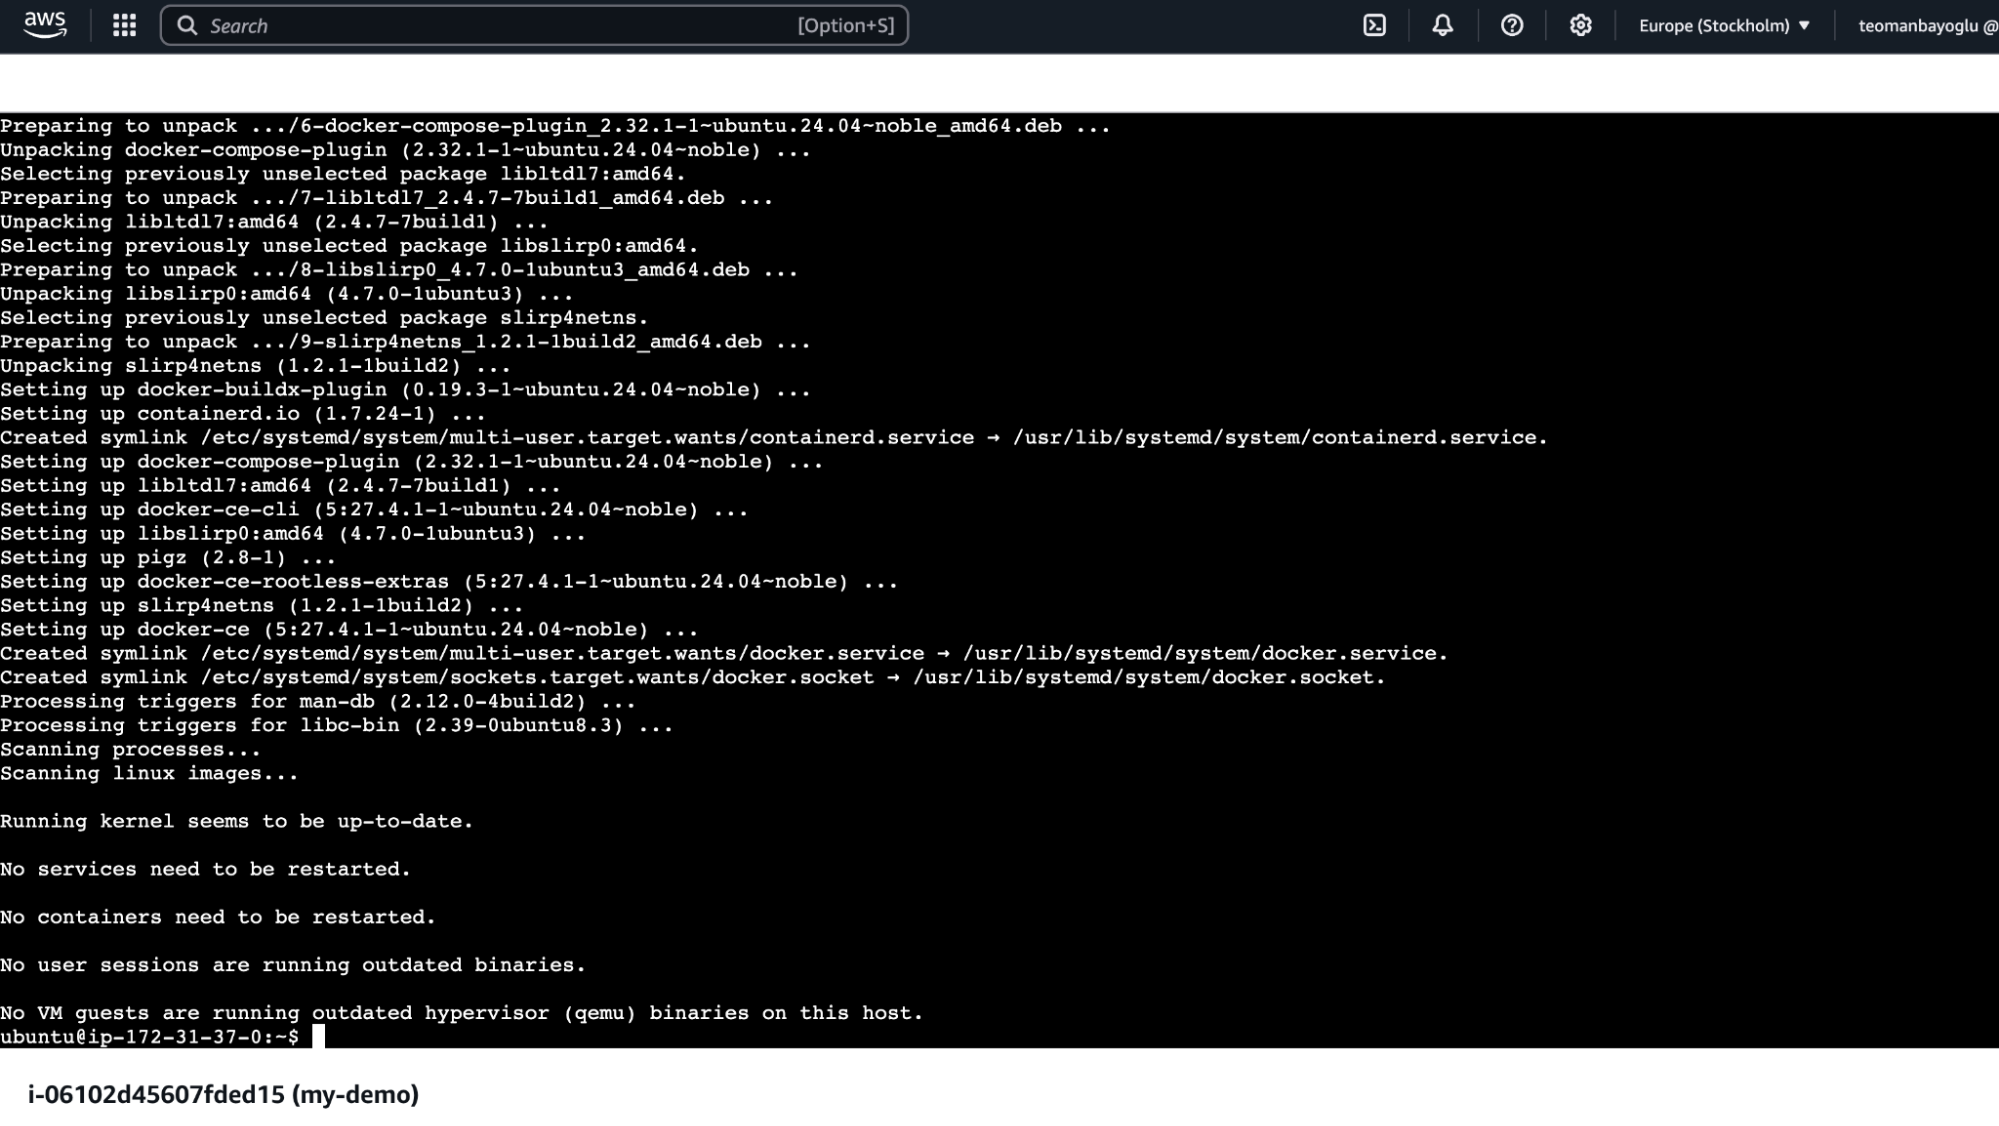 aws
Search [Option+S]
Europe (Stockholm) ▼
teomanbayoglu @
Preparing to unpack .../6-docker-compose-plugin_2.32.1-1~ubuntu.24.04~noble_amd64.deb ...
Unpacking docker-compose-plugin (2.32.1-1~ubuntu.24.04~noble) ...
Selecting previously unselected package libltdl7:amd64.
Preparing to unpack .../7-libltdl7_2.4.7-7build1_amd64.deb ...
Unpacking libltdl7:amd64 (2.4.7-7build1) ...
Selecting previously unselected package libslirp0:amd64.
Preparing to unpack .../8-libslirp0_4.7.0-1ubuntu3_amd64.deb ...
Unpacking libslirp0:amd64 (4.7.0-1ubuntu3) ...
Selecting previously unselected package slirp4netns.
Preparing to unpack .../9-slirp4netns_1.2.1-1build2_amd64.deb ...
Unpacking slirp4netns (1.2.1-1build2) ...
Setting up docker-buildx-plugin (0.19.3-1~ubuntu.24.04~noble) ...
Setting up containerd.io (1.7.24-1) ...
Created symlink /etc/systemd/system/multi-user.target.wants/containerd.service → /usr/lib/systemd/system/containerd.service.
Setting up docker-compose-plugin (2.32.1-1~ubuntu.24.04~noble) ...
Setting up libltdl7:amd64 (2.4.7-7build1) ...
Setting up docker-ce-cli (5:27.4.1-1~ubuntu.24.04~noble) ...
Setting up libslirp0:amd64 (4.7.0-1ubuntu3) ...
Setting up pigz (2.8-1) ...
Setting up docker-ce-rootless-extras (5:27.4.1-1~ubuntu.24.04~noble) ...
Setting up slirp4netns (1.2.1-1build2) ...
Setting up docker-ce (5:27.4.1-1~ubuntu.24.04~noble) ...
Created symlink /etc/systemd/system/multi-user.target.wants/docker.service → /usr/lib/systemd/system/docker.service.
Created symlink /etc/systemd/system/sockets.target.wants/docker.socket → /usr/lib/systemd/system/docker.socket.
Processing triggers for man-db (2.12.0-4build2) ...
Processing triggers for libc-bin (2.39-0ubuntu8.3) ...
Scanning processes...
Scanning linux images...
Running kernel seems to be up-to-date.
No services need to be restarted.
No containers need to be restarted.
No user sessions are running outdated binaries.
No VM guests are running outdated hypervisor (qemu) binaries on this host.
ubuntu@ip-172-31-37-0:~$
i-06102d45607fded15 (my-demo)